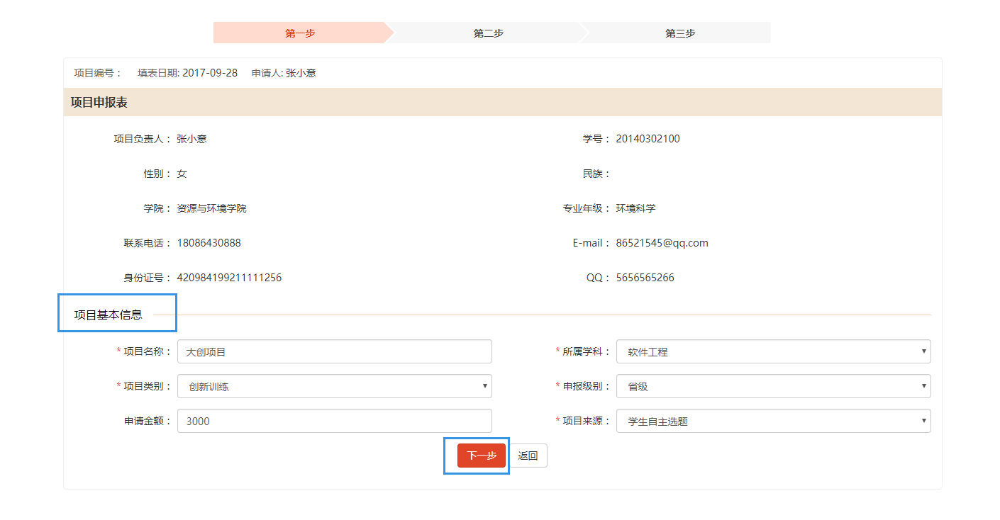 第一步 第二步 第三步
项目编号： 填表日期: 2017-09-28 申请人: 张小意
项目申报表
项目负责人： 张小意 学号： 20140302100
性别： 女 民族：
学院： 资源与环境学院 专业年级： 环境科学
联系电话： 18086430888 E-mail： 86521545@qq.com
身份证号： 420984199211111256 QQ： 5656565266
项目基本信息
* 项目名称： 大创项目 * 所属学科： 软件工程
* 项目类别： 创新训练 * 申报级别： 省级
申请金额： 3000 * 项目来源： 学生自主选题
下一步 返回